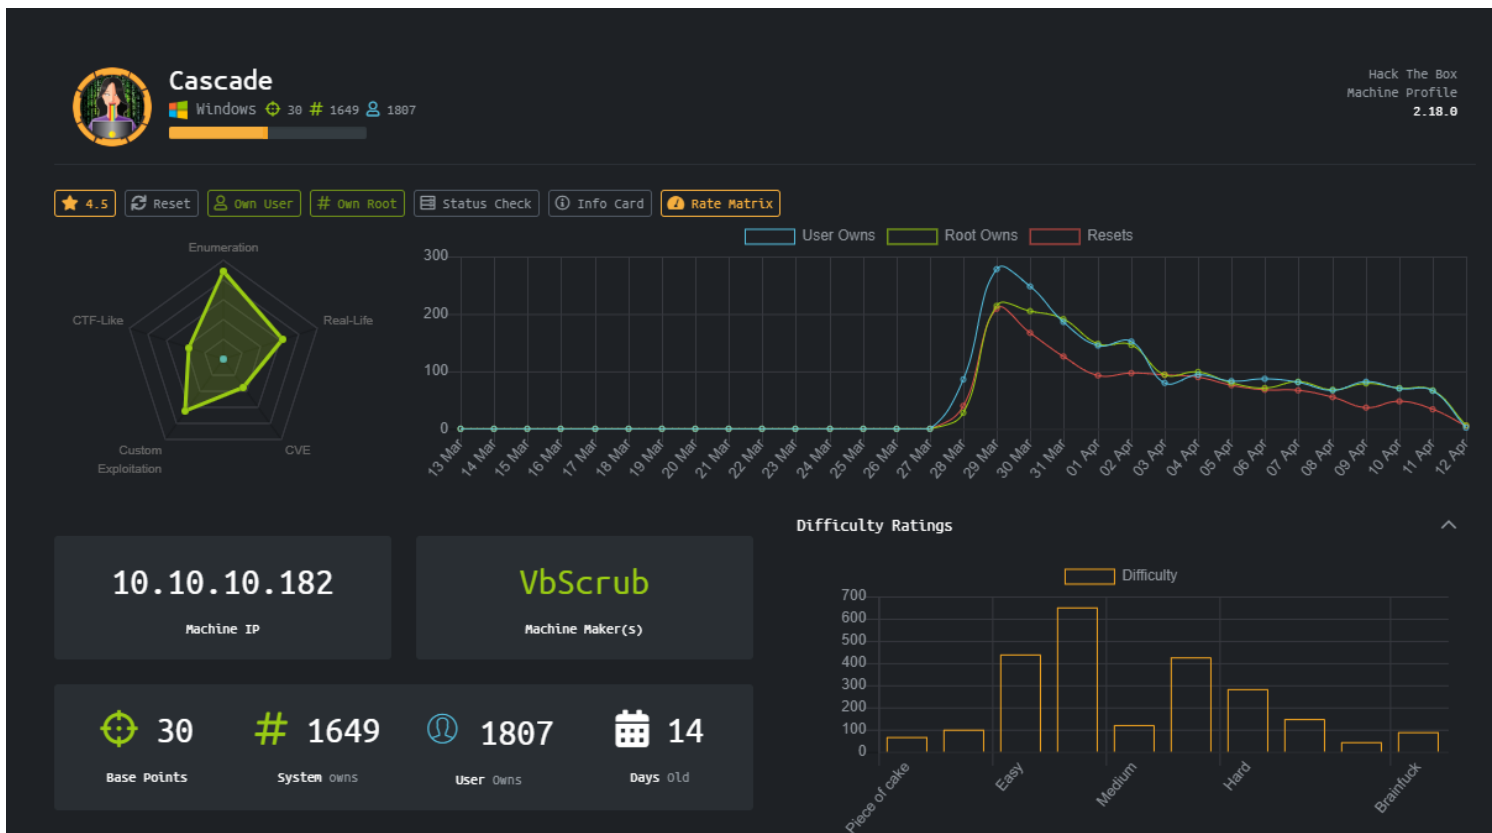 Cascade
Windows 30 # 1649 1807
Hack The Box
Machine Profile
2.18.0
4.5 Reset Own User # Own Root Status Check Info Card Rate Matrix
Enumeration
CTF-Like
Real-Life
Custom
Exploitation
CVE
User Owns Root Owns Resets
300
200
100
0
13 Mar 14 Mar 15 Mar 16 Mar 17 Mar 18 Mar 19 Mar 20 Mar 21 Mar 22 Mar 23 Mar 24 Mar 25 Mar 26 Mar 27 Mar 28 Mar 29 Mar 30 Mar 31 Mar 01 Apr 02 Apr 03 Apr 04 Apr 05 Apr 06 Apr 07 Apr 08 Apr 09 Apr 10 Apr 11 Apr 12 Apr
10.10.10.182
Machine IP
VbScrub
Machine Maker(s)
30 # 1649 1807 14
Base Points System owns User Owns Days Old
Difficulty Ratings
Difficulty
700
600
500
400
300
200
100
0
Piece of cake Easy Medium Hard Brainfuck